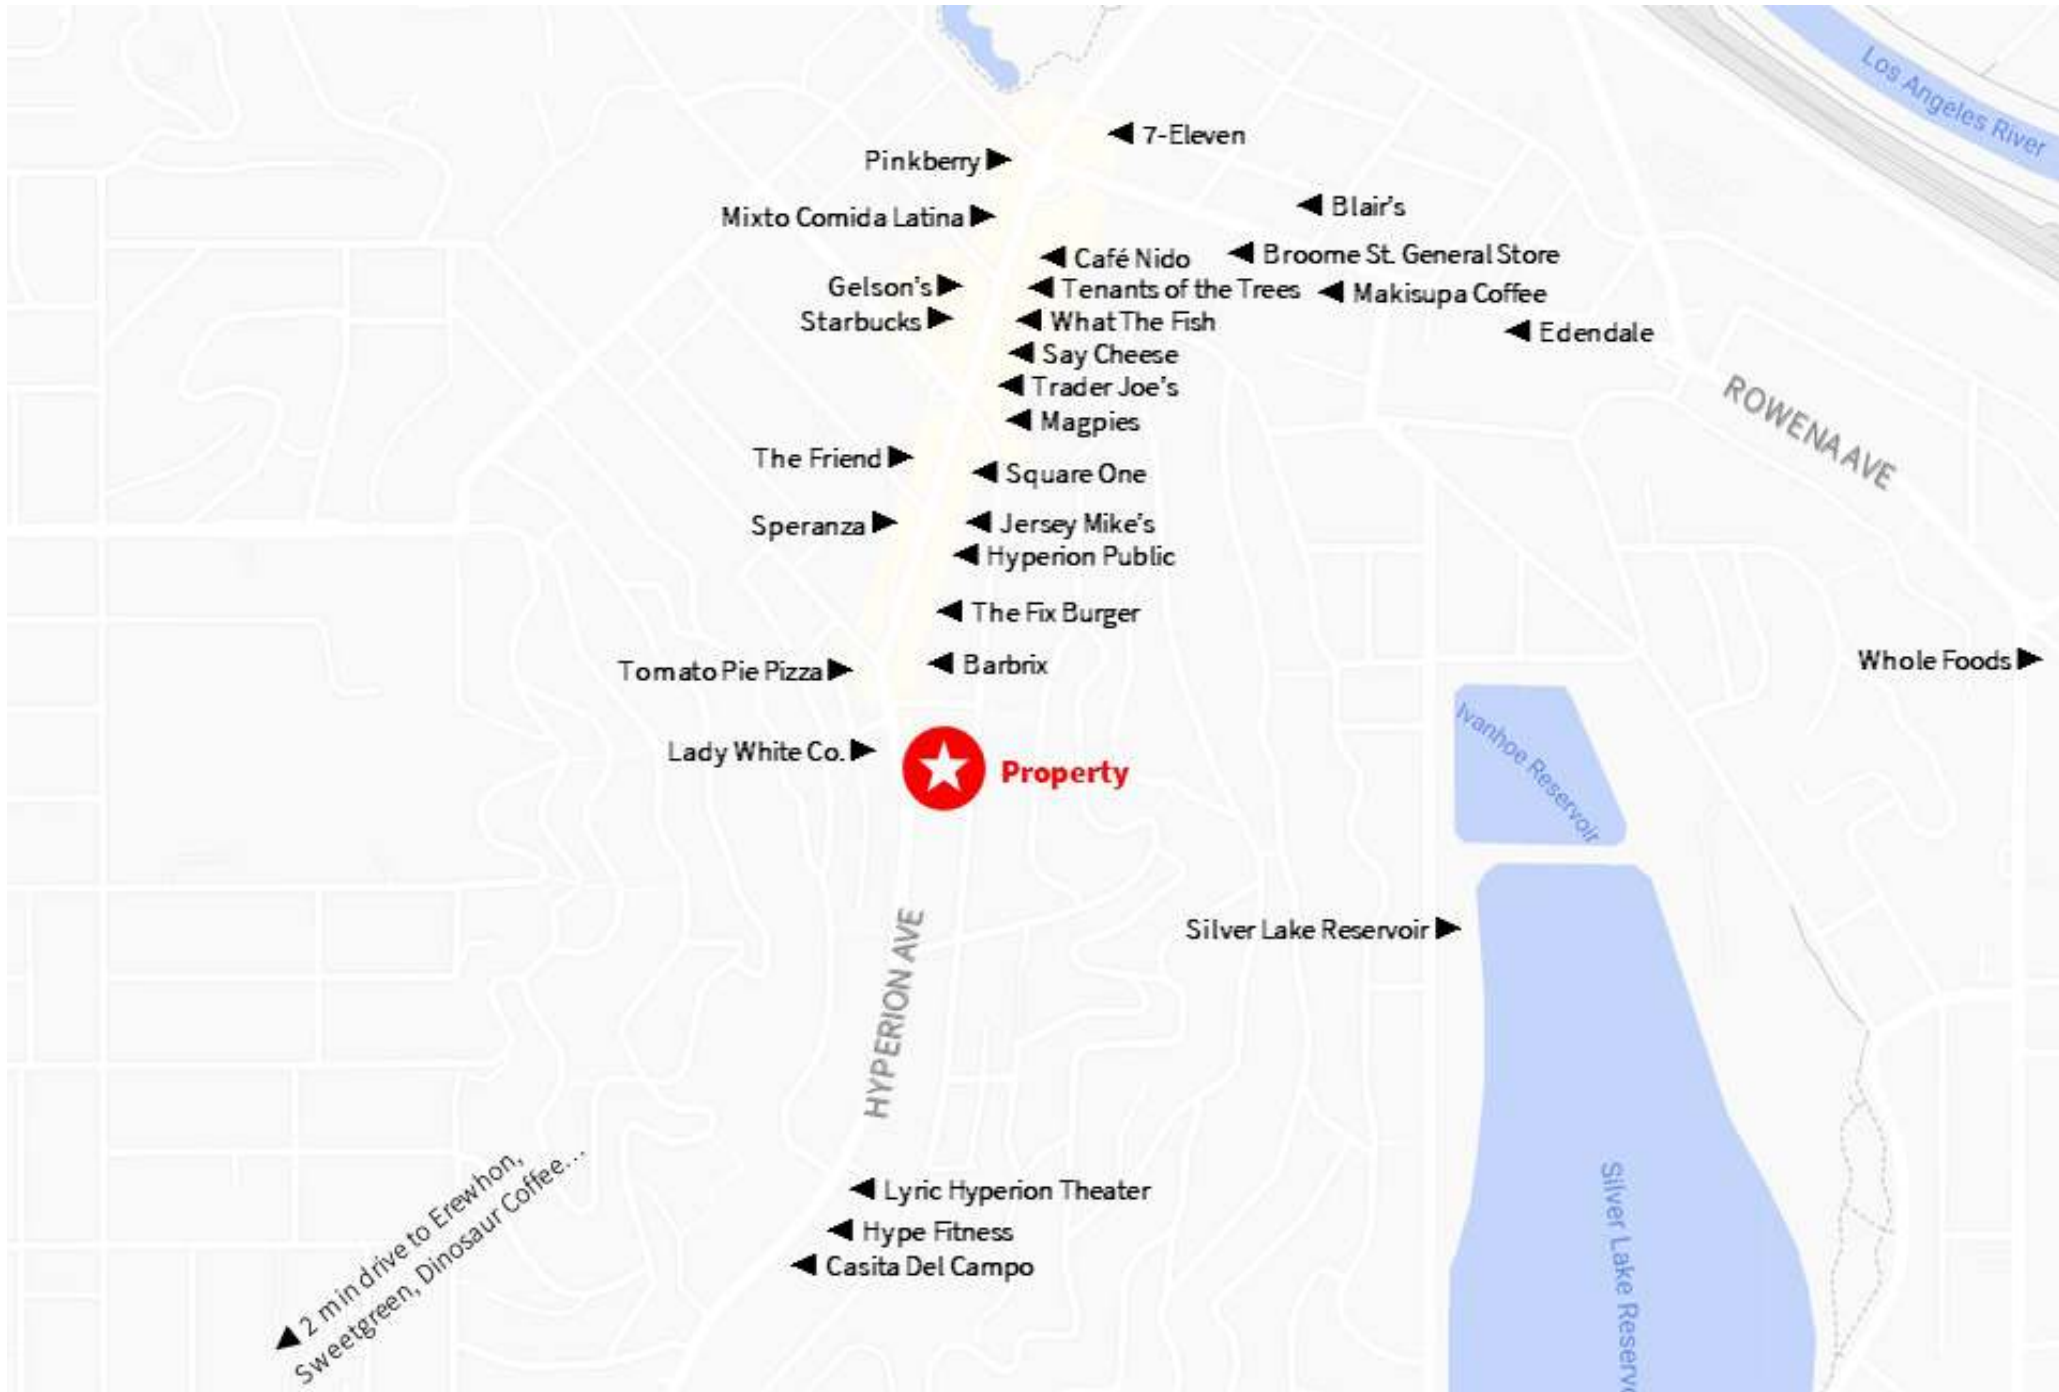 Los Angeles River
7-Eleven
Pinkberry
Blair's
Mixto Comida Latina
Café Nido
Broome St. General Store
Gelson's
Tenants of the Trees
Makisupa Coffee
Starbucks
What The Fish
Edendale
Say Cheese
Trader Joe's
ROWENA AVE
Magpies
The Friend
Square One
Speranza
Jersey Mike's
Hyperion Public
The Fix Burger
Tomato Pie Pizza
Barbrix
Whole Foods
Ivanhoe Reservoir
Lady White Co.
Property
Silver Lake Reservoir
HYPERION AVE
2 min drive to Erewhon,
Sweetgreen, Dinosaur Coffee...
Lyric Hyperion Theater
Hype Fitness
Casita Del Campo
Silver Lake Reserv